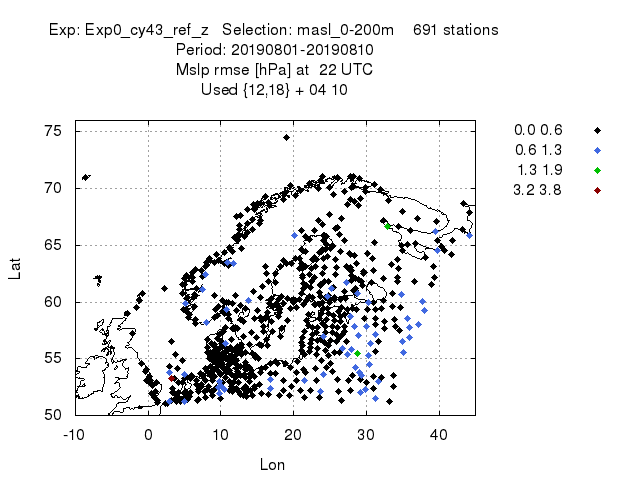 Exp: Exp0_cy43_ref_z   Selection: masl_0-200m    691 stations
Period: 20190801-20190810
Mslp rmse [hPa] at  22 UTC
Used {12,18} + 04 10
0.0 0.6
0.6 1.3
1.3 1.9
3.2 3.8
75
70
65
60
55
50
Lat
-10 0 10 20 30 40
Lon